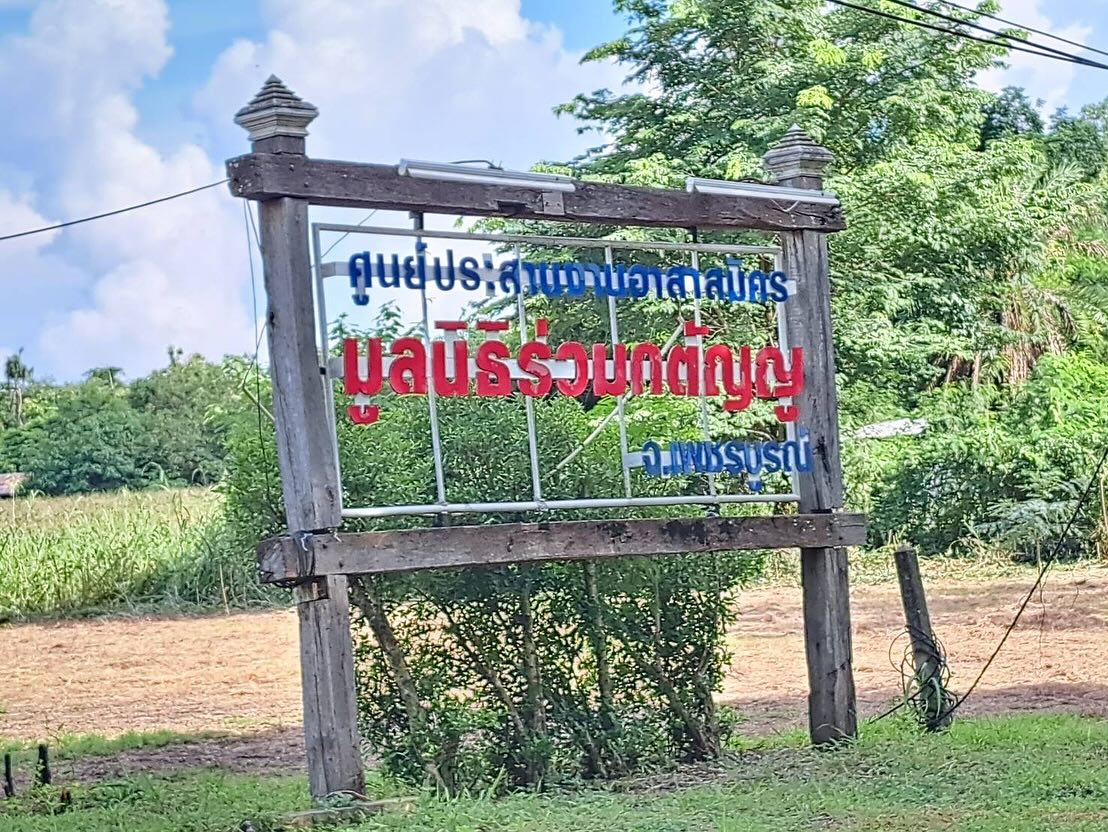 ศูนย์ประสานงานอาสาสมัคร
มูลนิธิร่วมกตัญญู
จ.เพชรบูรณ์